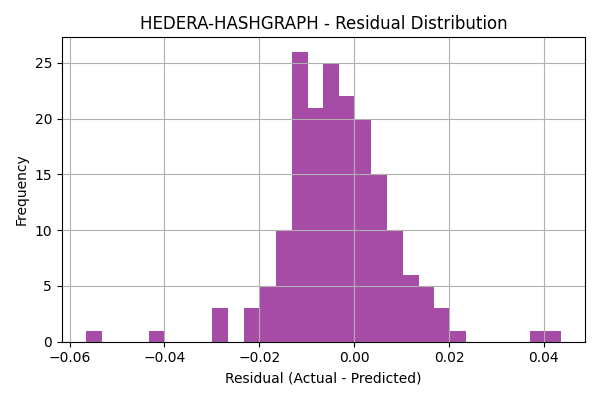 HEDERA-HASHGRAPH - Residual Distribution
Frequency
25
20
15
10
5
0
−0.06 −0.04 −0.02 0.00 0.02 0.04
Residual (Actual - Predicted)